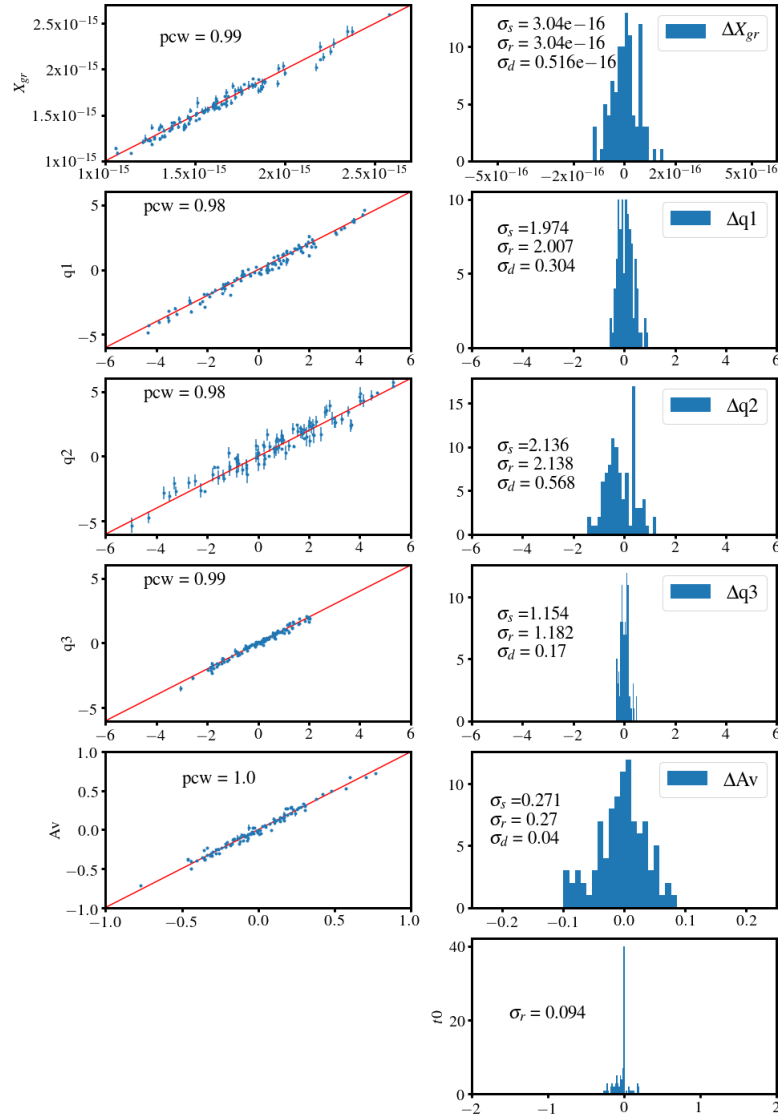 2.5x10⁻¹⁵
2x10⁻¹⁵
1.5x10⁻¹⁵
1x10⁻¹⁵
X_gr
pcw = 0.99
1x10⁻¹⁵ 1.5x10⁻¹⁵ 2x10⁻¹⁵ 2.5x10⁻¹⁵
10
5
0
σ_s = 3.04e−16
σ_r = 3.04e−16
σ_d = 0.516e−16
ΔX_gr
−5x10⁻¹⁶ −2x10⁻¹⁶ 0 2x10⁻¹⁶ 5x10⁻¹⁶
5
0
−5
q1
pcw = 0.98
−6 −4 −2 0 2 4 6
10
5
0
σ_s = 1.974
σ_r = 2.007
σ_d = 0.304
Δq1
−6 −4 −2 0 2 4 6
5
0
−5
q2
pcw = 0.98
−6 −4 −2 0 2 4 6
15
10
5
0
σ_s =2.136
σ_r = 2.138
σ_d = 0.568
Δq2
−6 −4 −2 0 2 4 6
5
0
−5
q3
pcw = 0.99
−6 −4 −2 0 2 4 6
10
5
0
σ_s =1.154
σ_r = 1.182
σ_d = 0.17
Δq3
−6 −4 −2 0 2 4 6
1.0
0.5
0.0
−0.5
−1.0
Av
pcw = 1.0
−1.0 −0.5 0.0 0.5 1.0
10
5
0
σ_s =0.271
σ_r = 0.27
σ_d = 0.04
ΔAv
−0.2 −0.1 0.0 0.1 0.2
40
20
0
t0
σ_r = 0.094
−2 −1 0 1 2